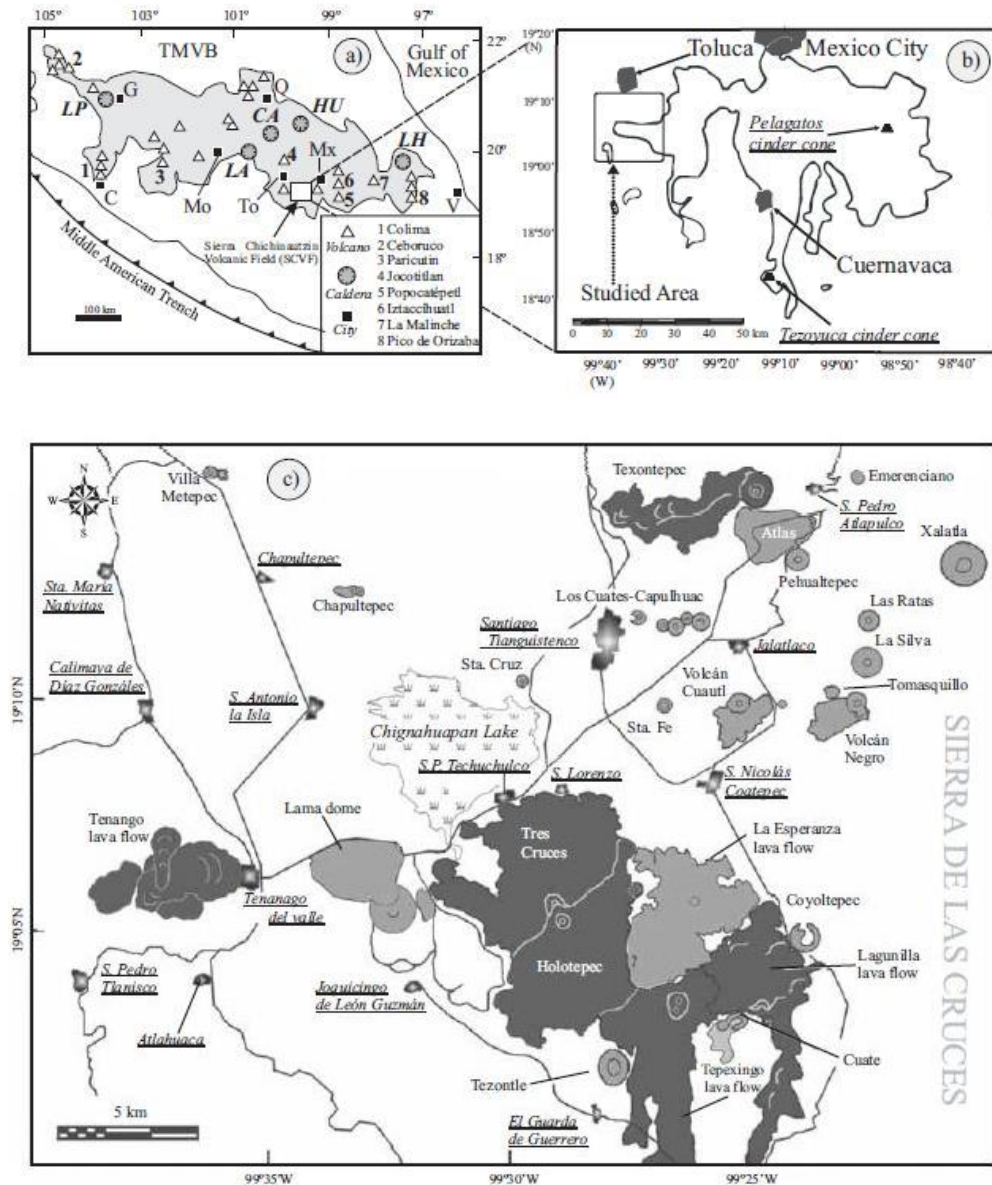 105°
103°
101°
99°
97°
TMVB
a)
Gulf of
Mexico
22°
20°
18°
2
LP
G
Q
HU
CA
LH
4
Mx
1
C
3
LA
Mo
To
6
7
5
8
V
Sierra Chichinautzin
Volcanic Field (SCVF)
Middle American Trench
100 km
Volcano
Caldera
City
1 Colima
2 Ceboruco
3 Paricutin
4 Jocotitlan
5 Popocatépetl
6 Iztaccihuatl
7 La Malinche
8 Pico de Orizaba
19°20'
(N)
19°10'
19°00'
18°50'
18°40'
Toluca
Mexico City
b)
Pelagatos
cinder cone
Cuernavaca
Studied Area
0 10 20 30 40 50 km
Tezoyuca cinder cone
99°40'
(W)
99°30'
99°20'
99°10'
99°00'
98°50'
98°40'
c)
N
W
E
S
Villa
Metepec
Texontepec
Emerenciano
S. Pedro
Atlapulco
Atlas
Xalatla
Chapultepec
Sta. María
Nativitas
Chapultepec
Pehualtepec
Los Cuates-Capulhuac
Las Ratas
Santiago
Tianguistenco
Jalatlaco
La Silva
Calimaya de
Díaz Gonzáles
Sta. Cruz
Volcán
Cuautl
Tomasquillo
19°10'N
S. Antonio
la Isla
Chignahuapan Lake
Sta. Fe
Volcán
Negro
S.P. Techuchulco
S. Lorenzo
S. Nicolás
Coatepec
Lama dome
Tenango
lava flow
Tres
Cruces
La Esperanza
lava flow
Coyoltepec
Tenanago
del valle
19°05'N
Holotepec
?
Lagunilla
lava flow
S. Pedro
Tlanisco
Joquicingo
de León Guzmán
Atlahuaca
Cuate
Tezontle
Tepexingo
lava flow
5 km
El Guarda
de Guerrero
SIERRA DE LAS CRUCES
99°35'W
99°30'W
99°25'W